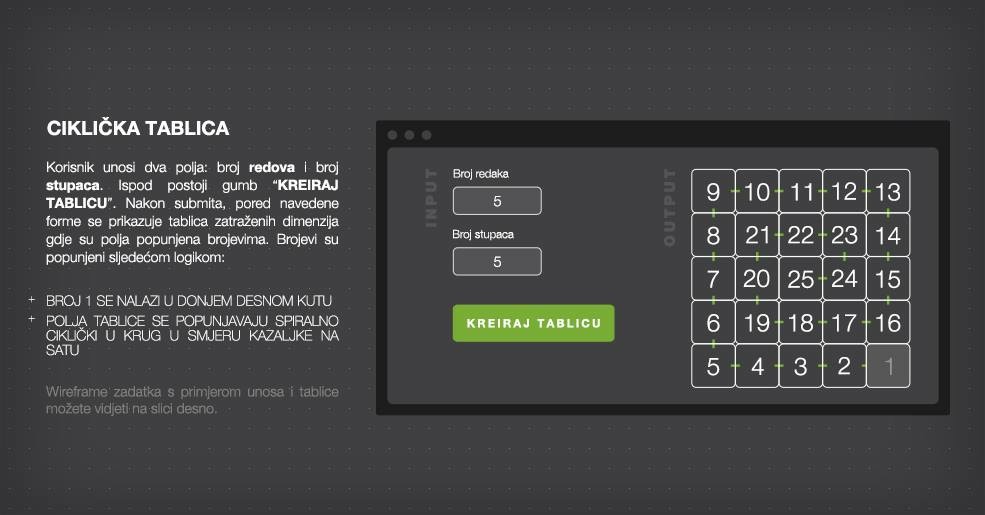 CIKLIČKA TABLICA
Korisnik unosi dva polja: broj redova i broj
stupaca. Ispod postoji gumb “KREIRAJ
TABLICU”. Nakon submita, pored navedene
forme se prikazuje tablica zatraženih dimenzija
gdje su polja popunjena brojevima. Brojevi su
popunjeni sljedećom logikom:
+ BROJ 1 SE NALAZI U DONJEM DESNOM KUTU
+ POLJA TABLICE SE POPUNJAVAJU SPIRALNO
CIKLIČKI U KRUG U SMJERU KAZALJKE NA
SATU
Wireframe zadatka s primjerom unosa i tablice
možete vidjeti na slici desno.
INPUT
Broj redaka
5
Broj stupaca
5
KREIRAJ TABLICU
OUTPUT
9 10 11 12 13
8 21 22 23 14
7 20 25 24 15
6 19 18 17 16
5 4 3 2 1